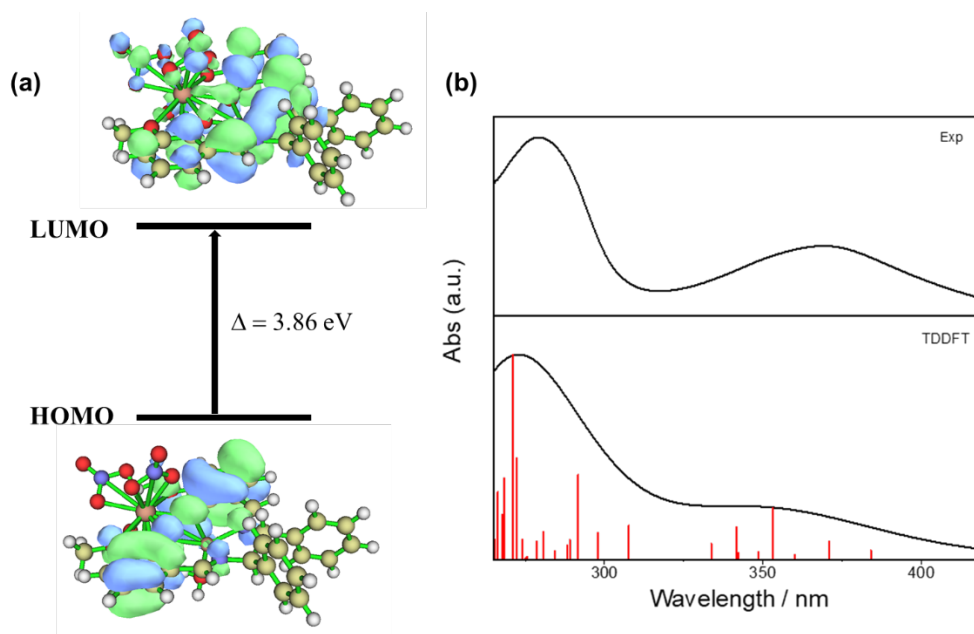 (a)
LUMO
Δ = 3.86 eV
HOMO
(b)
Exp
TDDFT
Abs (a.u.)
300 350 400
Wavelength / nm